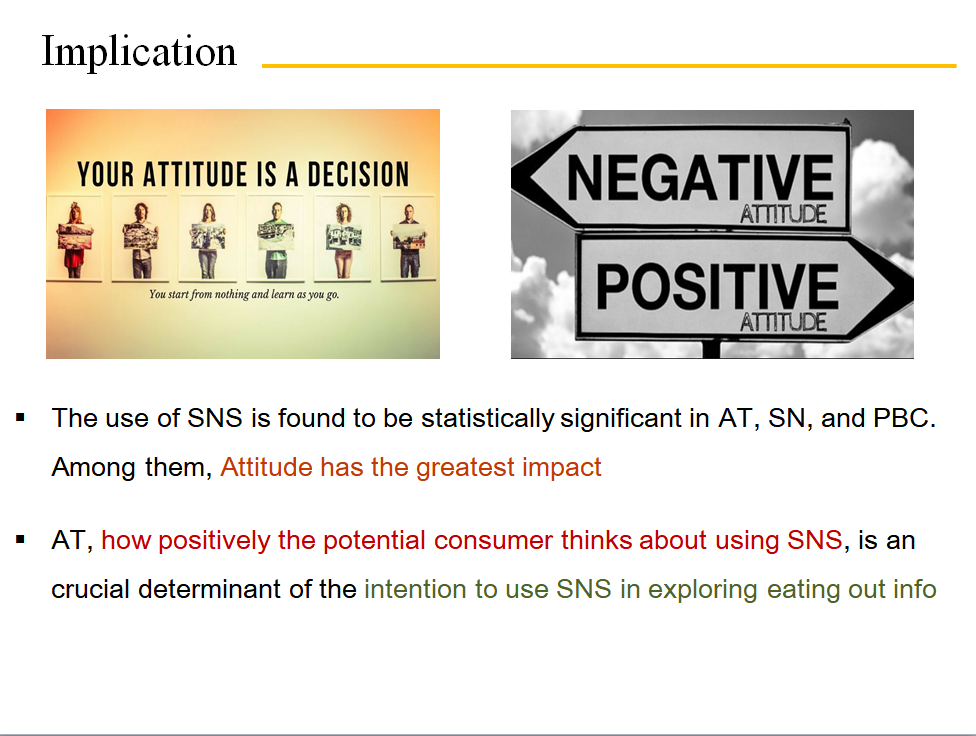 Implication
YOUR ATTITUDE IS A DECISION
You start from nothing and learn as you go.
NEGATIVE
ATTITUDE
POSITIVE
ATTITUDE
▪ The use of SNS is found to be statistically significant in AT, SN, and PBC.
Among them, Attitude has the greatest impact
▪ AT, how positively the potential consumer thinks about using SNS, is an
crucial determinant of the intention to use SNS in exploring eating out info